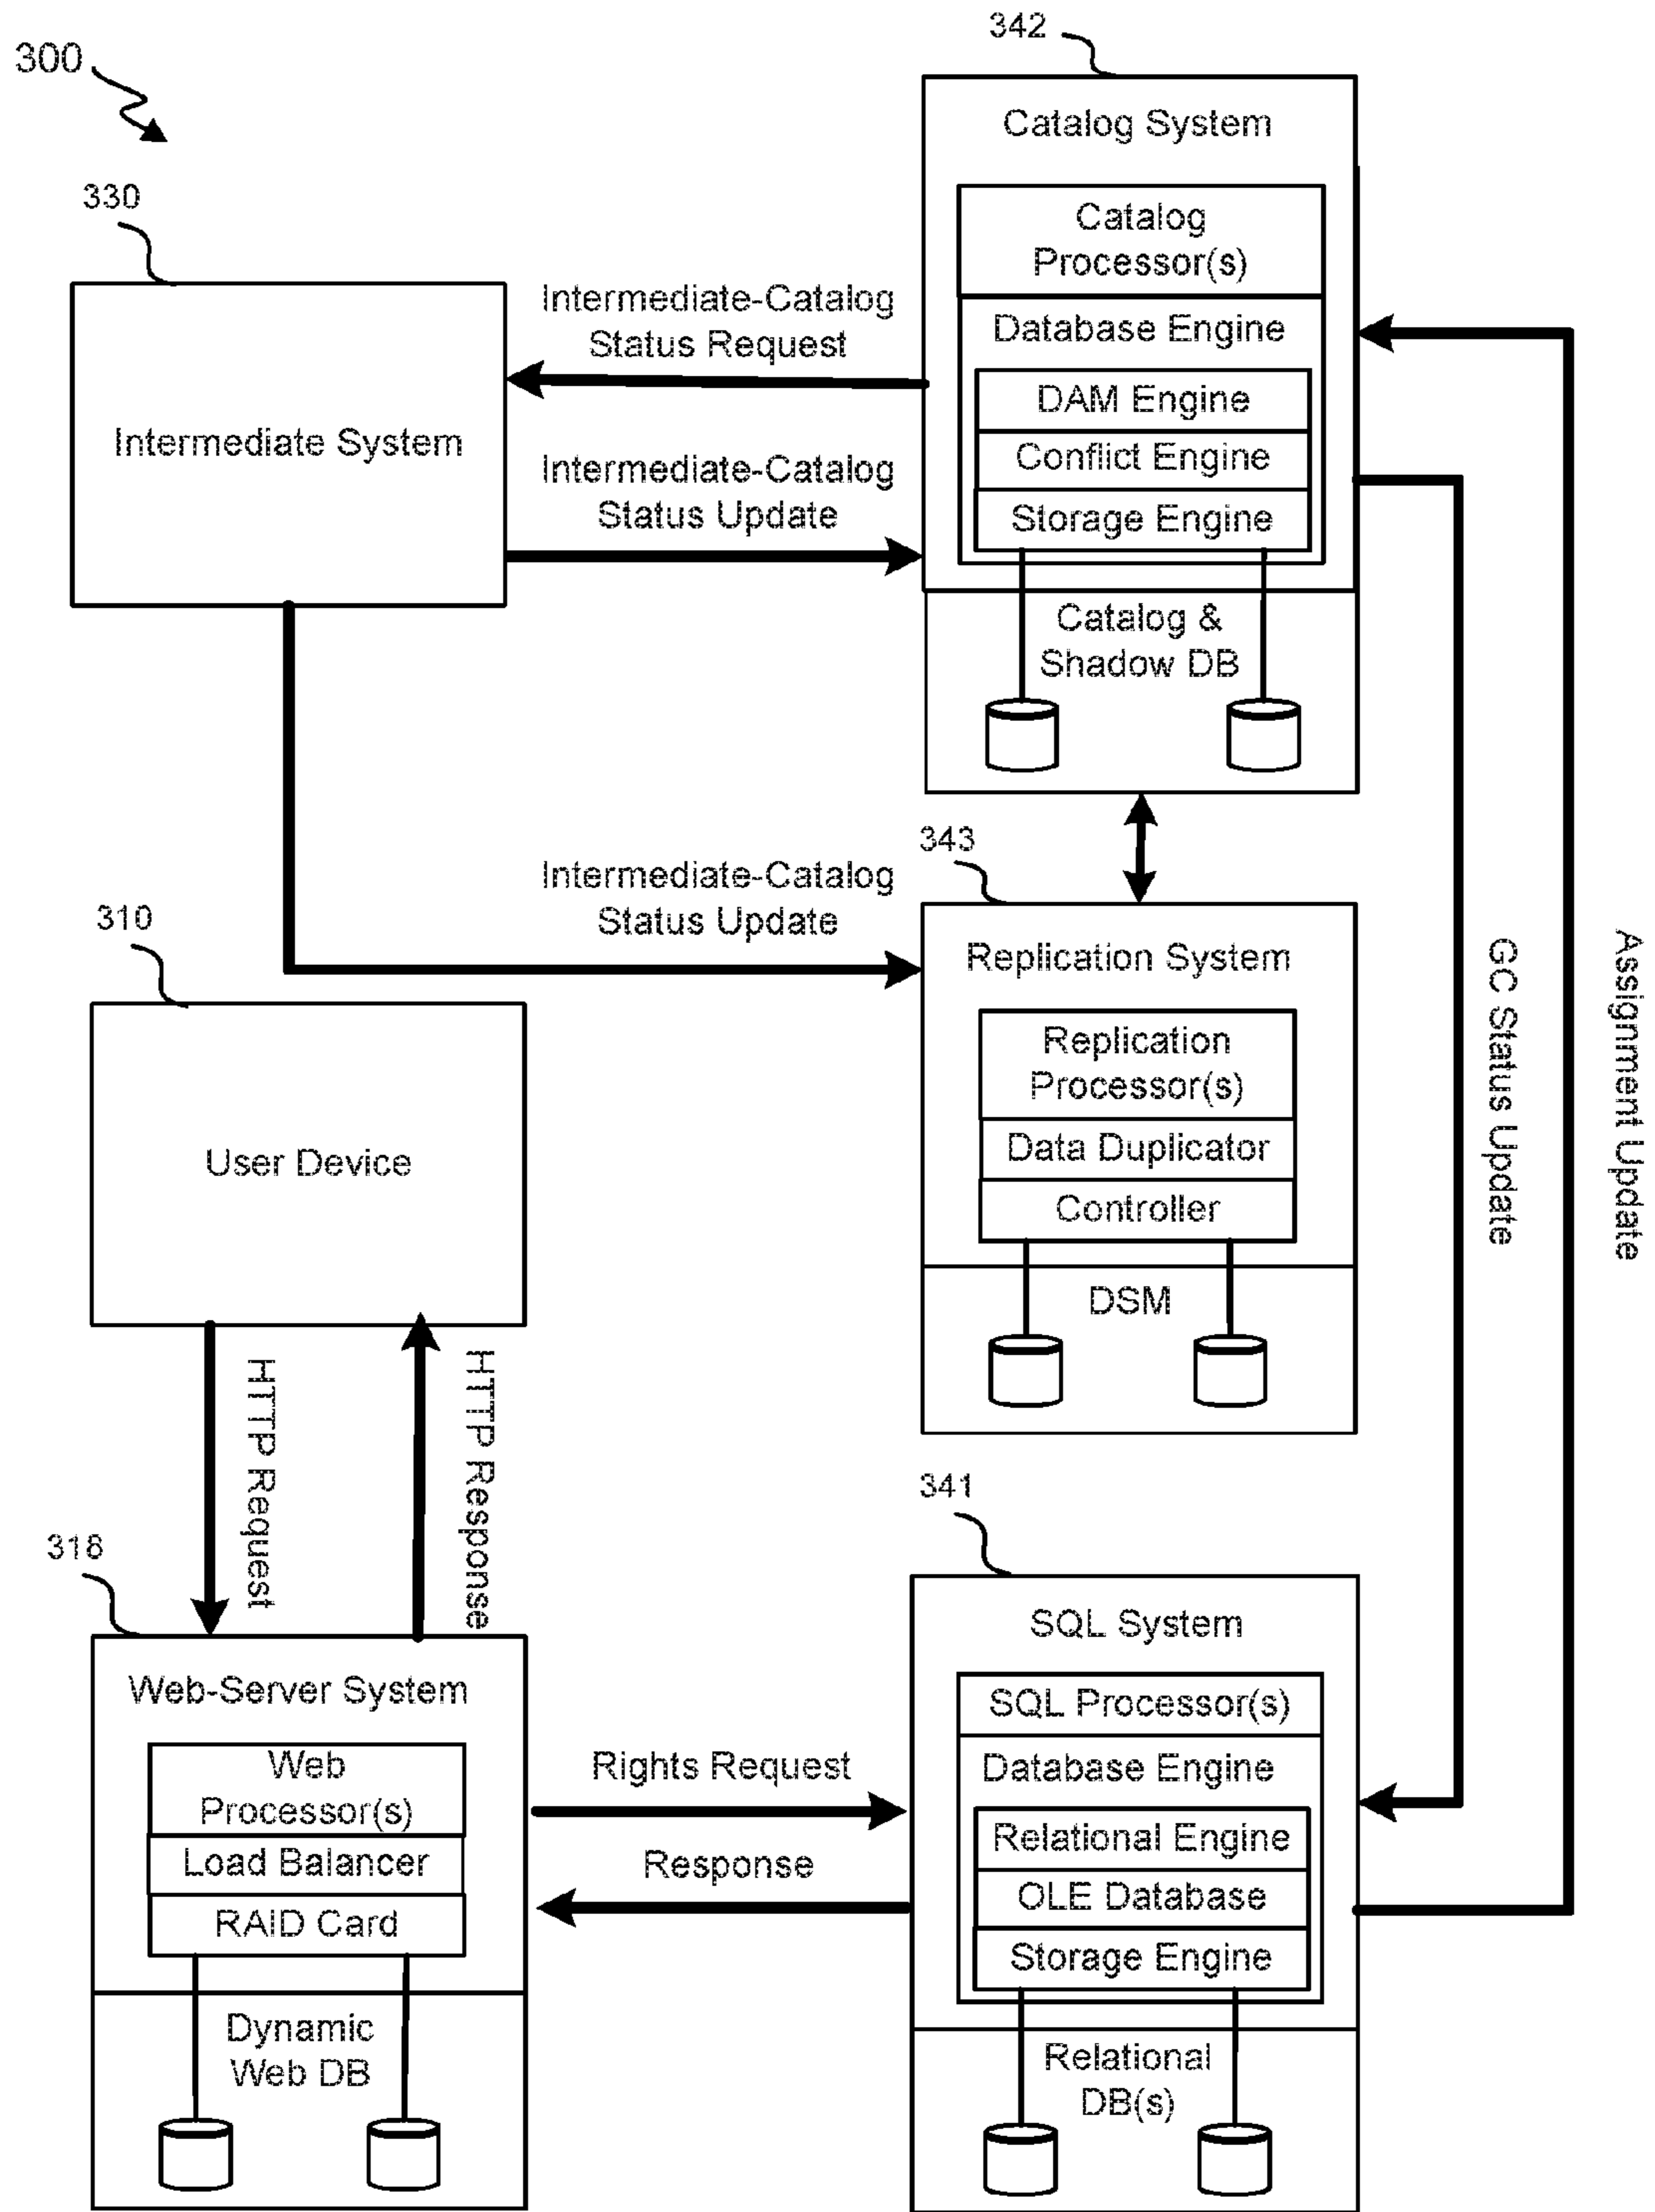 300
342
Catalog System
Catalog
Processor(s)
Database Engine
DAM Engine
Conflict Engine
Storage Engine
Catalog &
Shadow DB
330
Intermediate System
Intermediate-Catalog
Status Request
Intermediate-Catalog
Status Update
Intermediate-Catalog
Status Update
343
Replication System
Replication
Processor(s)
Data Duplicator
Controller
DSM
GC Status Update
Assignment Update
310
User Device
HTTP Request
HTTP Response
318
Web-Server System
Web
Processor(s)
Load Balancer
RAID Card
Dynamic
Web DB
Rights Request
Response
341
SQL System
SQL Processor(s)
Database Engine
Relational Engine
OLE Database
Storage Engine
Relational
DB(s)